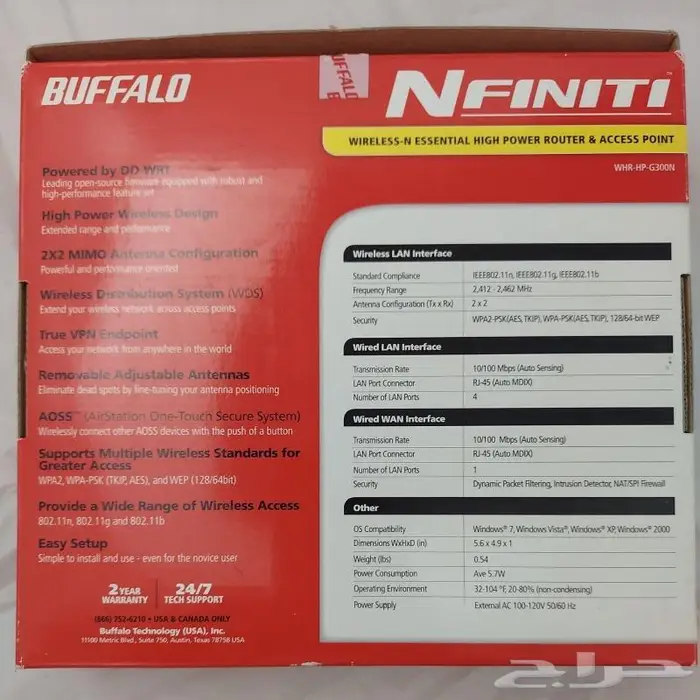 BUFFALO
BUFFALO
NFINITI™
WIRELESS-N ESSENTIAL HIGH POWER ROUTER & ACCESS POINT
WHR-HP-G300N
Powered by DD-WRT
Leading open-source firmware equipped with robust and
high-performance feature set
High Power Wireless Design
Extended range and performance
2X2 MIMO Antenna Configuration
Powerful and performance oriented
Wireless Distribution System (WDS)
Extend your wireless network across access points
True VPN Endpoint
Access your network from anywhere in the world
Removable Adjustable Antennas
Eliminate dead spots by fine-tuning your antenna positioning
AOSS™ (AirStation One-Touch Secure System)
Wirelessly connect other AOSS devices with the push of a button
Supports Multiple Wireless Standards for
Greater Access
WPA2, WPA-PSK (TKIP, AES), and WEP (128/64bit)
Provide a Wide Range of Wireless Access
802.11n, 802.11g and 802.11b
Easy Setup
Simple to install and use - even for the novice user
2 YEAR WARRANTY
24/7 TECH SUPPORT
(866) 752-6210 • USA & CANADA ONLY
Buffalo Technology (USA), Inc.
11100 Metric Blvd., Suite 750, Austin, Texas 78758 USA
Wireless LAN Interface
Standard Compliance IEEE802.11n, IEEE802.11g, IEEE802.11b
Frequency Range 2,412 - 2,462 MHz
Antenna Configuration (Tx x Rx) 2 x 2
Security WPA2-PSK(AES, TKIP), WPA-PSK(AES, TKIP), 128/64-bit WEP
Wired LAN Interface
Transmission Rate 10/100 Mbps (Auto Sensing)
LAN Port Connector RJ-45 (Auto MDIX)
Number of LAN Ports 4
Wired WAN Interface
Transmission Rate 10/100 Mbps (Auto Sensing)
LAN Port Connector RJ-45 (Auto MDIX)
Number of LAN Ports 1
Security Dynamic Packet Filtering, Intrusion Detector, NAT/SPI Firewall
Other
OS Compatibility Windows® 7, Windows Vista®, Windows® XP, Windows® 2000
Dimensions WxHxD (in) 5.6 x 4.9 x 1
Weight (lbs) 0.54
Power Consumption Ave 5.7W
Operating Environment 32-104 °F, 20-80% (non-condensing)
Power Supply External AC 100-120V 50/60 Hz
حراج